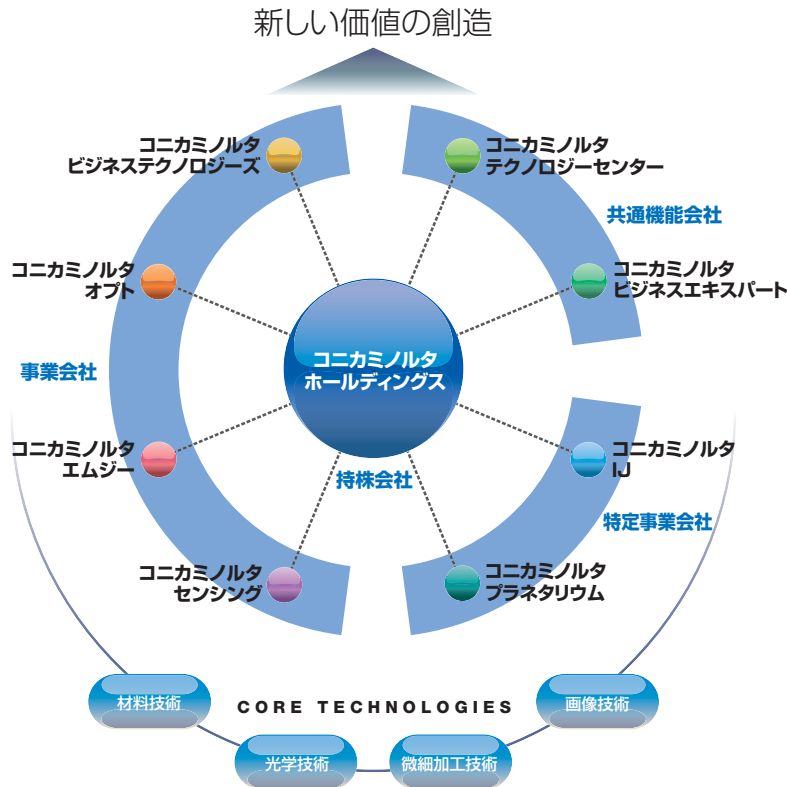 新しい価値の創造
コニカミノルタ
ビジネステクノロジーズ
コニカミノルタ
テクノロジーセンター
共通機能会社
コニカミノルタ
オプト
コニカミノルタ
ビジネスエキスパート
コニカミノルタ
ホールディングス
事業会社
コニカミノルタ
エムジー
コニカミノルタ
IJ
持株会社
特定事業会社
コニカミノルタ
センシング
コニカミノルタ
プラネタリウム
材料技術
CORE TECHNOLOGIES
画像技術
光学技術
微細加工技術